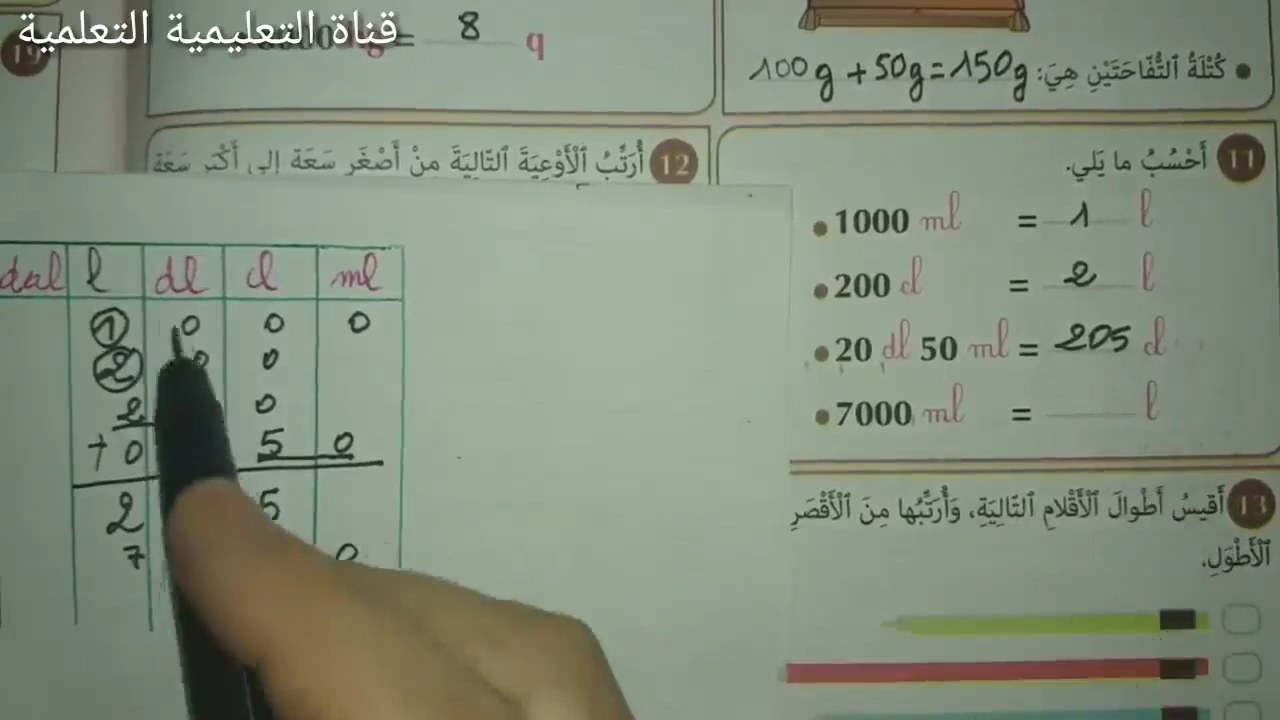 قناة التعليمية التعلمية
19
= 8 q
• كُتْلَةُ ٱلتُّفّاحَتَيْنِ هِيَ: 100g + 50g = 150g
11 أَحْسُبُ ما يَلي.
• 1000 ml = 1 l
• 200 cl = 2 l
• 20 dl 50 ml = 205 cl
• 7000 ml = l
12 أُرَتِّبُ ٱلْأَوْعِيَةَ ٱلتّالِيَةَ مِنْ أَصْغَرِ سَعَة إلى أَكْبَرِ سَعَة
dal l dl cl ml
1 0 0 0
2 0 0
2 0
+ 0 5 0
2 5
7 0
13 أَقيسُ أَطْوالَ ٱلْأَقْلامِ ٱلتّالِيَةِ، وَأُرَتِّبُها مِنَ ٱلْأَقْصَرِ
ٱلْأَطْوَلِ.